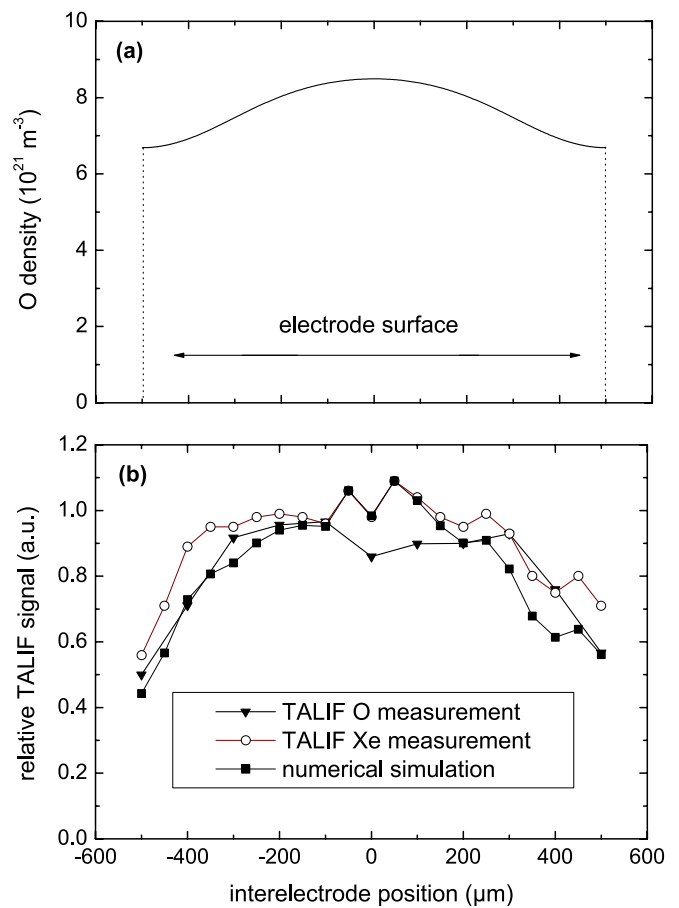 10
(a)
8
6
4
2
0
O density (10²¹ m⁻³)
electrode surface
1.2
(b)
1.0
0.8
0.6
0.4
0.2
0.0
relative TALIF signal (a.u.)
TALIF O measurement
TALIF Xe measurement
numerical simulation
-600 -400 -200 0 200 400 600
interelectrode position (µm)